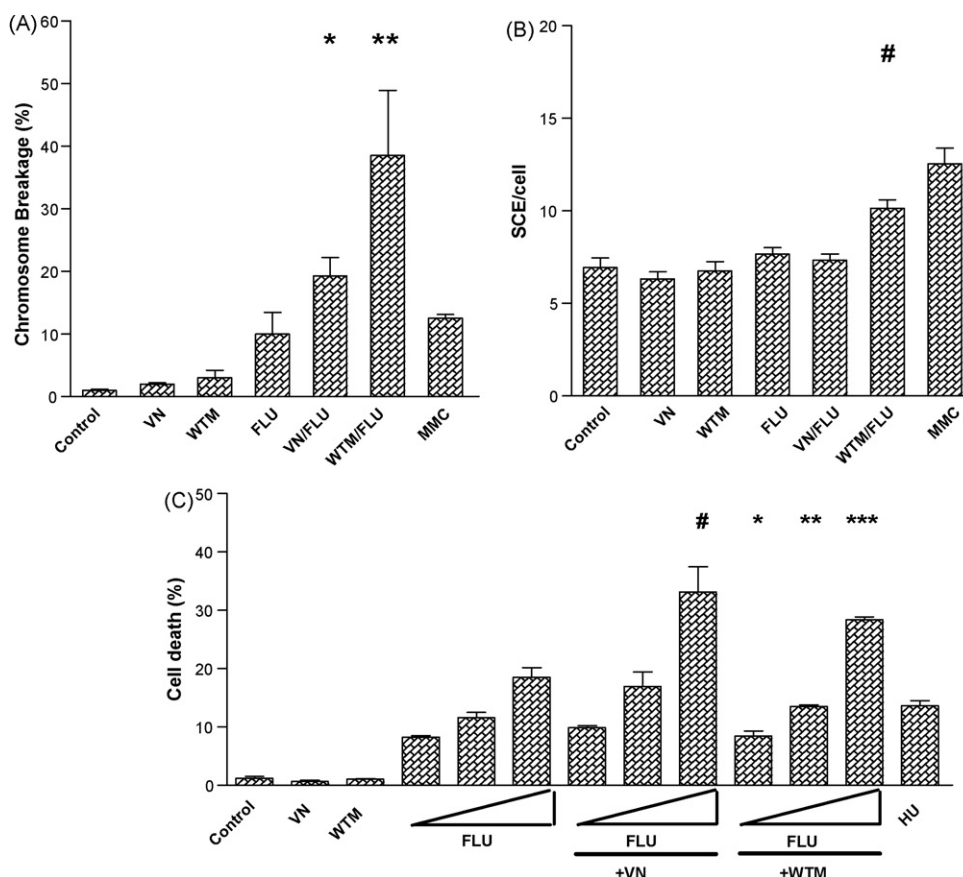 (A)
Chromosome Breakage (%)
60
50
40
30
20
10
0
* **
Control VN WTM FLU VN/FLU WTM/FLU MMC
(B)
SCE/cell
20
15
10
5
0
#
Control VN WTM FLU VN/FLU WTM/FLU MMC
(C)
Cell death (%)
50
40
30
20
10
0
# * ** ***
Control VN WTM FLU FLU FLU HU
+VN +WTM